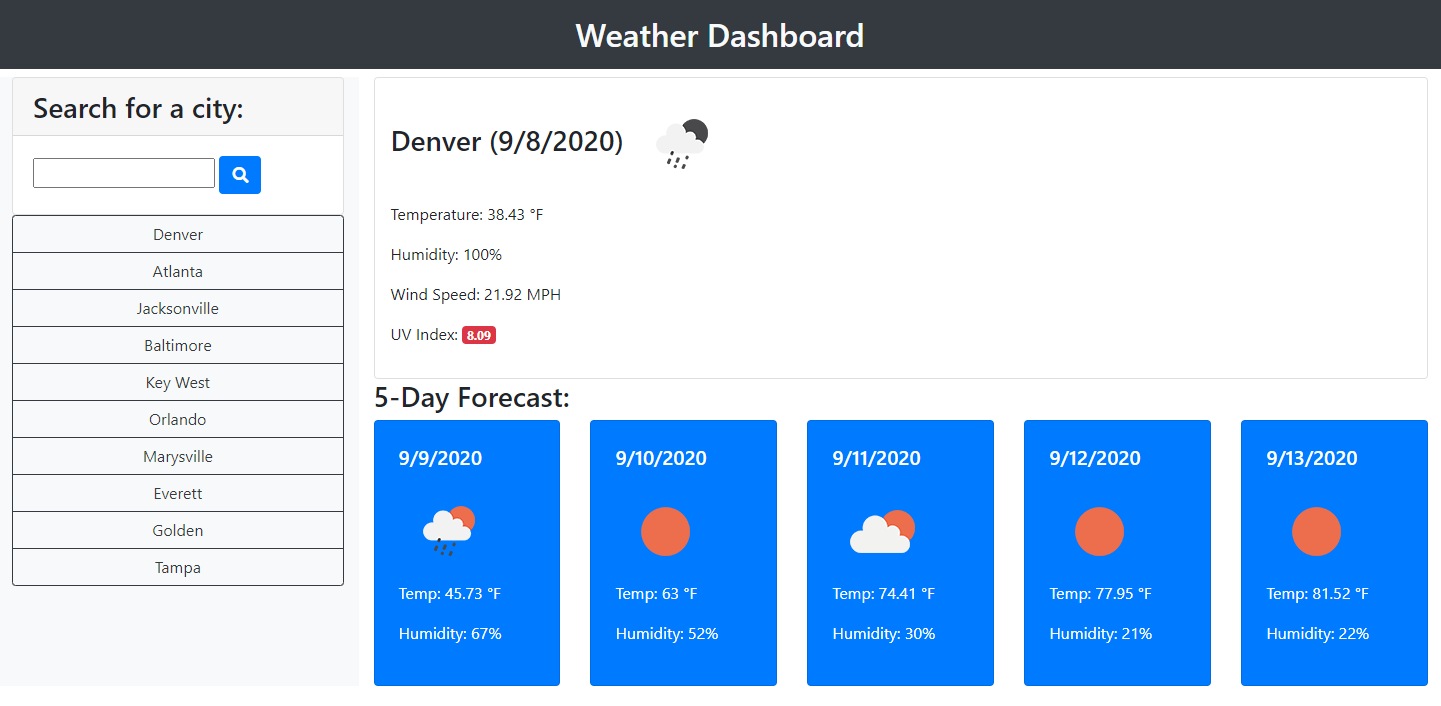 Weather Dashboard
Search for a city:
Denver
Atlanta
Jacksonville
Baltimore
Key West
Orlando
Marysville
Everett
Golden
Tampa
Denver (9/8/2020)
Temperature: 38.43 °F
Humidity: 100%
Wind Speed: 21.92 MPH
UV Index: 8.09
5-Day Forecast:
9/9/2020
Temp: 45.73 °F
Humidity: 67%
9/10/2020
Temp: 63 °F
Humidity: 52%
9/11/2020
Temp: 74.41 °F
Humidity: 30%
9/12/2020
Temp: 77.95 °F
Humidity: 21%
9/13/2020
Temp: 81.52 °F
Humidity: 22%